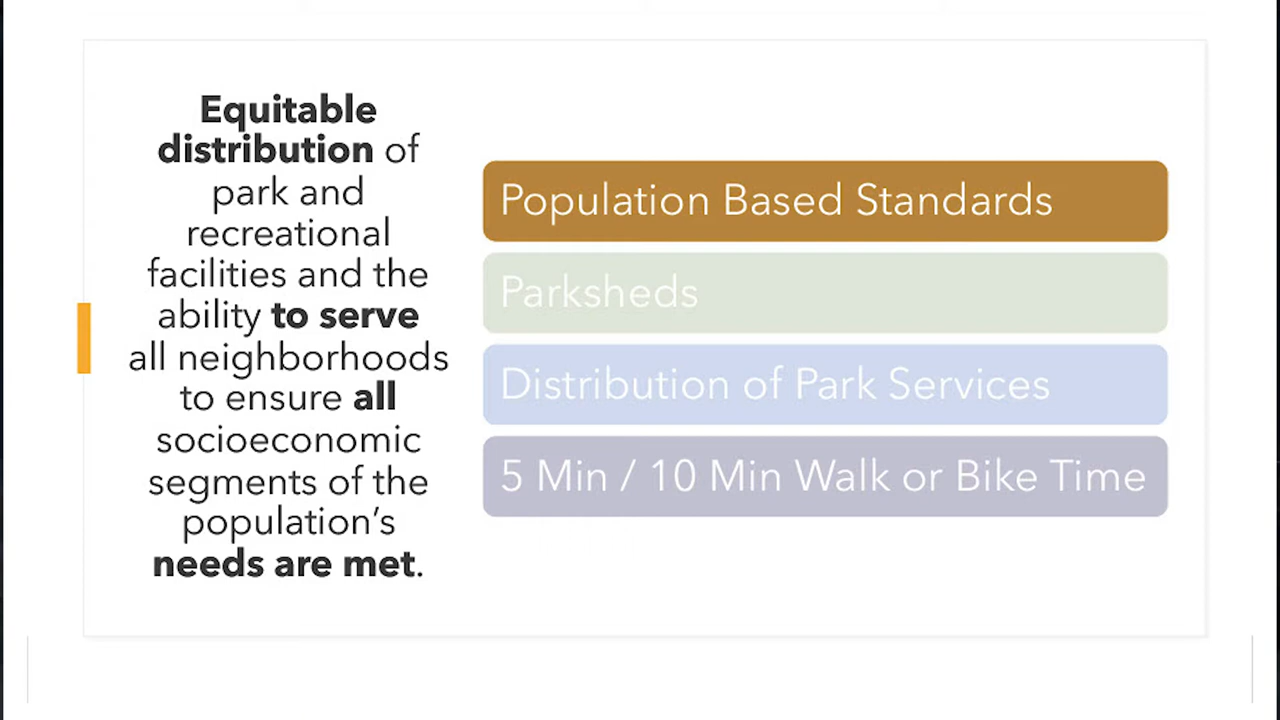 Equitable
distribution of
park and
recreational
facilities and the
ability to serve
all neighborhoods
to ensure all
socioeconomic
segments of the
population’s
needs are met.
Population Based Standards
Parksheds
Distribution of Park Services
5 Min / 10 Min Walk or Bike Time